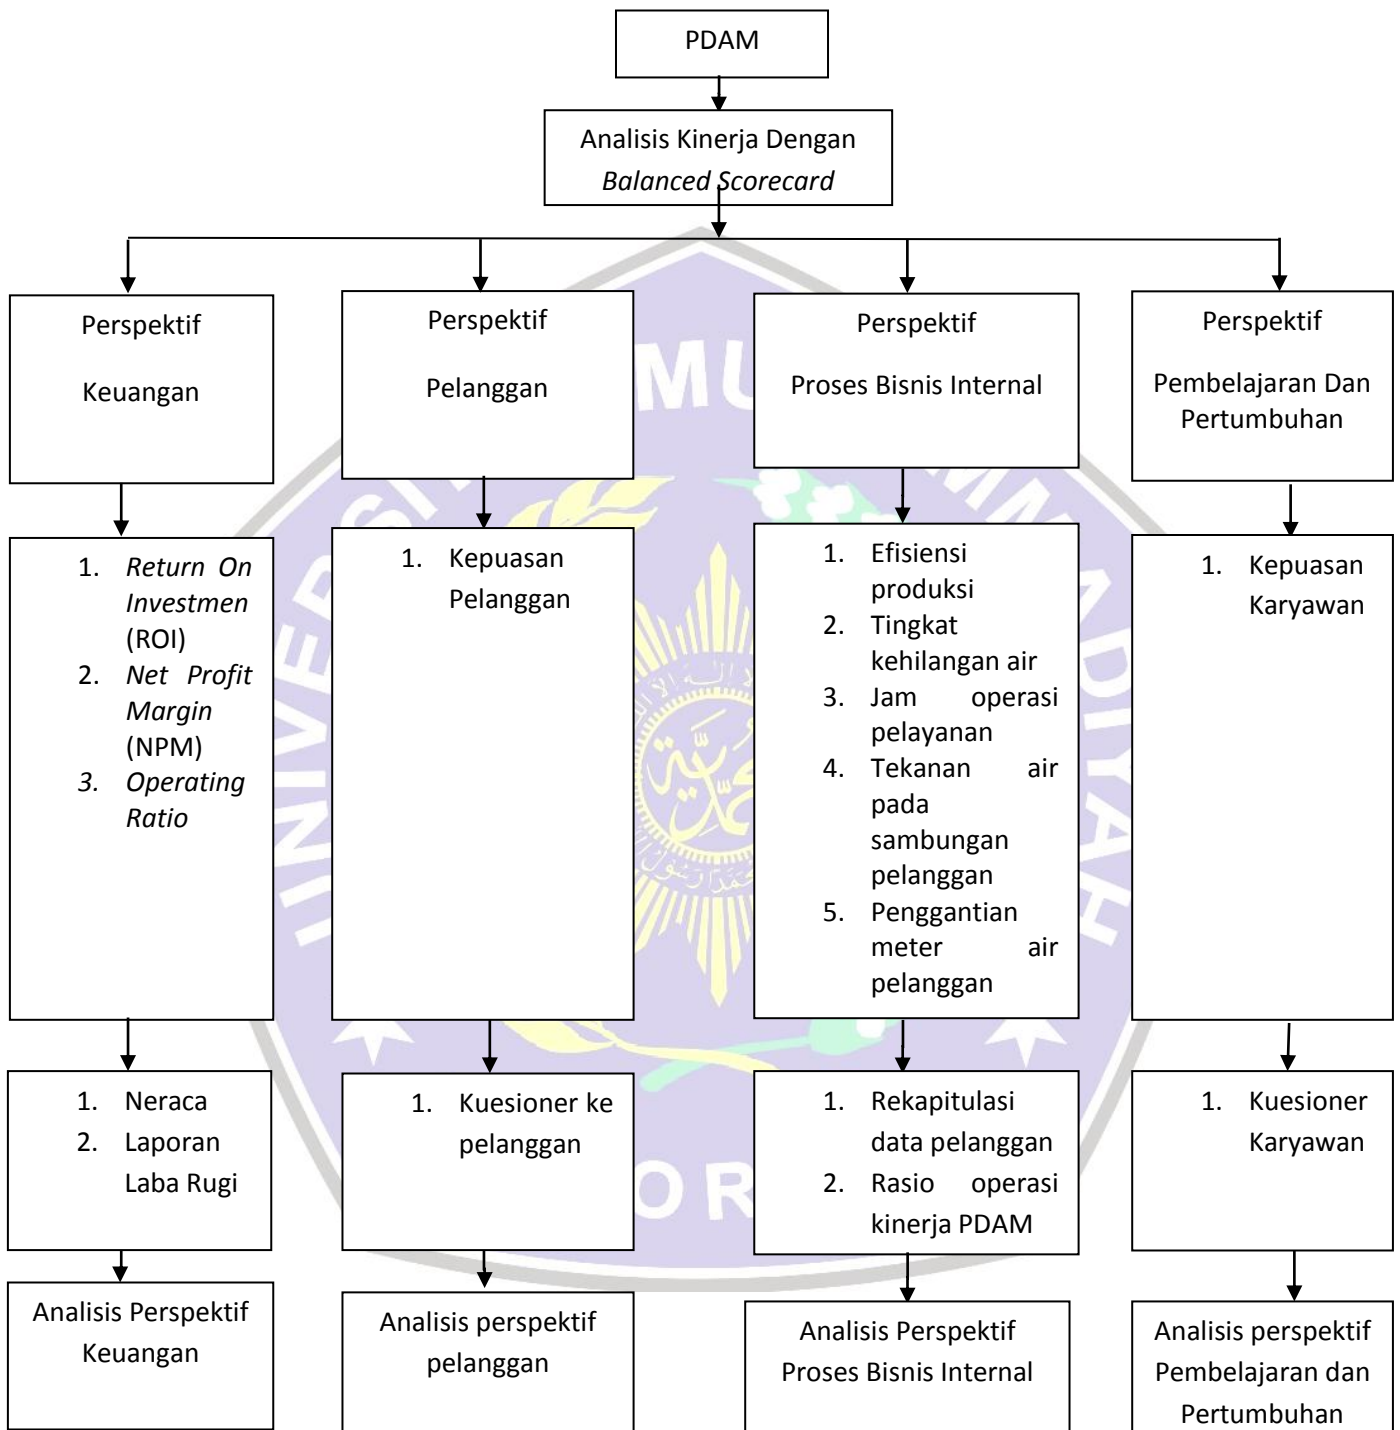 PDAM
Analisis Kinerja Dengan
Balanced Scorecard
Perspektif
Keuangan
Perspektif
Pelanggan
Perspektif
Proses Bisnis Internal
Perspektif
Pembelajaran Dan
Pertumbuhan
1. Return On
Investmen
(ROI)
2. Net Profit
Margin
(NPM)
3. Operating
Ratio
1. Kepuasan
Pelanggan
1. Efisiensi
produksi
2. Tingkat
kehilangan air
3. Jam operasi
pelayanan
4. Tekanan air
pada
sambungan
pelanggan
5. Penggantian
meter air
pelanggan
1. Kepuasan
Karyawan
1. Neraca
2. Laporan
Laba Rugi
1. Kuesioner ke
pelanggan
1. Rekapitulasi
data pelanggan
2. Rasio operasi
kinerja PDAM
1. Kuesioner
Karyawan
Analisis Perspektif
Keuangan
Analisis perspektif
pelanggan
Analisis Perspektif
Proses Bisnis Internal
Analisis perspektif
Pembelajaran dan
Pertumbuhan